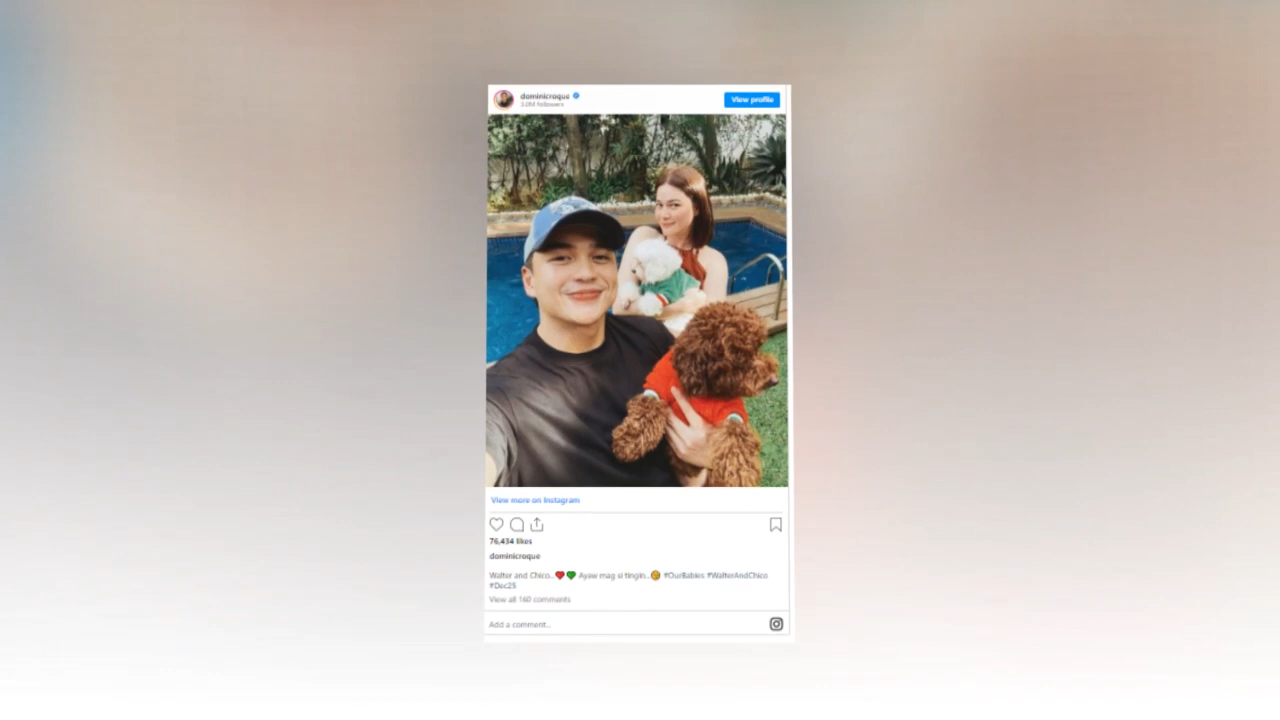 dominicroque
3.0M followers
View profile
View more on Instagram
76,434 likes
dominicroque
Walter and Chico.. ❤️💚 Ayaw mag si tingin.. 😆 #OurBabies #WalterAndChico
#Dec25
View all 160 comments
Add a comment..